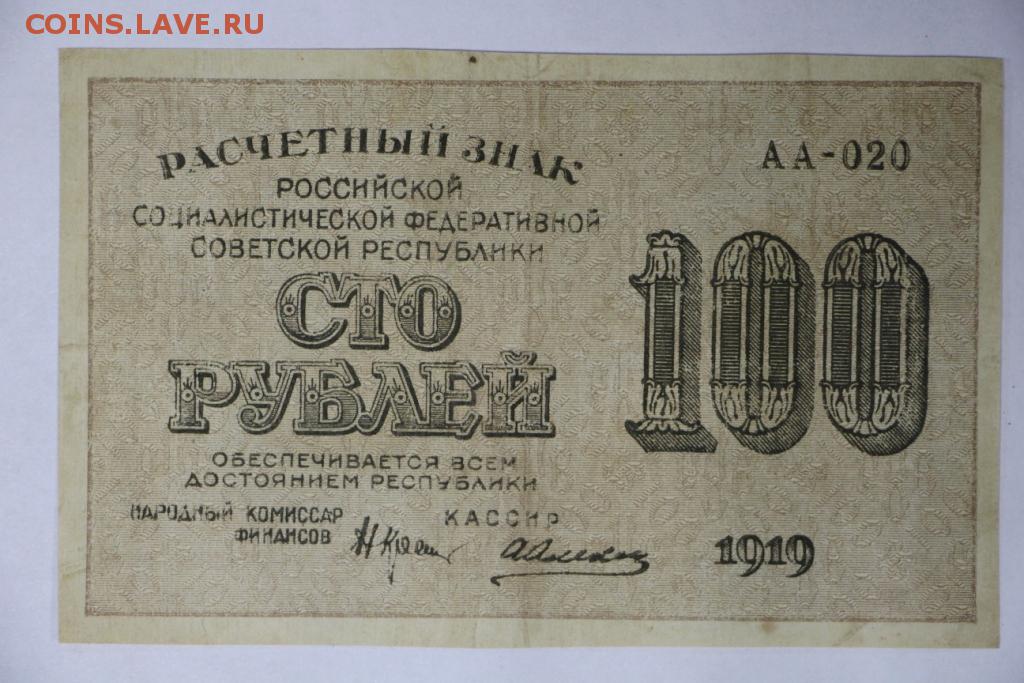 COINS.LAVE.RU
РАСЧЕТНЫЙ ЗНАК
АА-020
РОССИЙСКОЙ
СОЦИАЛИСТИЧЕСКОЙ ФЕДЕРАТИВНОЙ
СОВЕТСКОЙ РЕСПУБЛИКИ
СТО
РУБЛЕЙ
100
ОБЕСПЕЧИВАЕТСЯ ВСЕМ
ДОСТОЯНИЕМ РЕСПУБЛИКИ
НАРОДНЫЙ КОМИССАР
ФИНАНСОВ
КАССИР
1919